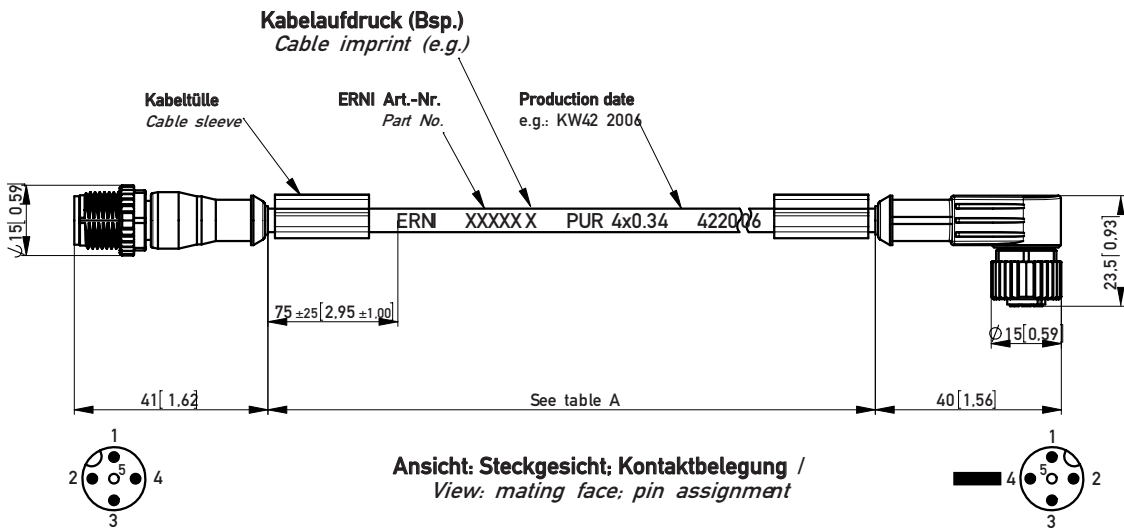 Kabelaufdruck (Bsp.)
Cable imprint (e.g.)
Kabeltülle
Cable sleeve
ERNI Art.-Nr.
Part No.
Production date
e.g.: KW42 2006
15[0,59
ERNI XXXXX X PUR 4x0.34 422006
23,5[0.93]
75 ±25[2,95 ±1,00]
Ø15[0,59]
41[1,62]
See table A
40[1,56]
1
2
5
4
3
Ansicht: Steckgesicht; Kontaktbelegung /
View: mating face; pin assignment
1
4
5
2
3